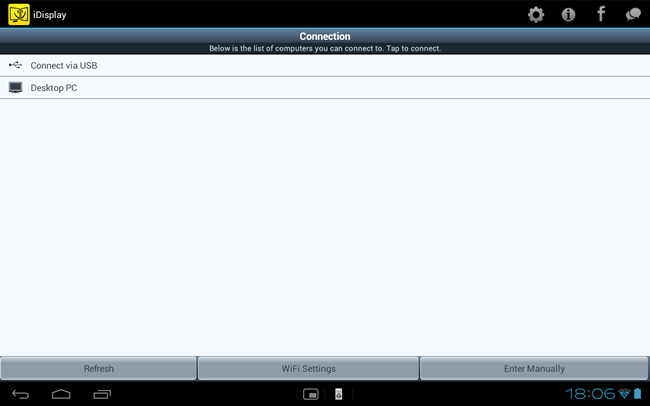 iDisplay
Connection
Below is the list of computers you can connect to. Tap to connect.
Connect via USB
Desktop PC
Refresh
WiFi Settings
Enter Manually
18:06